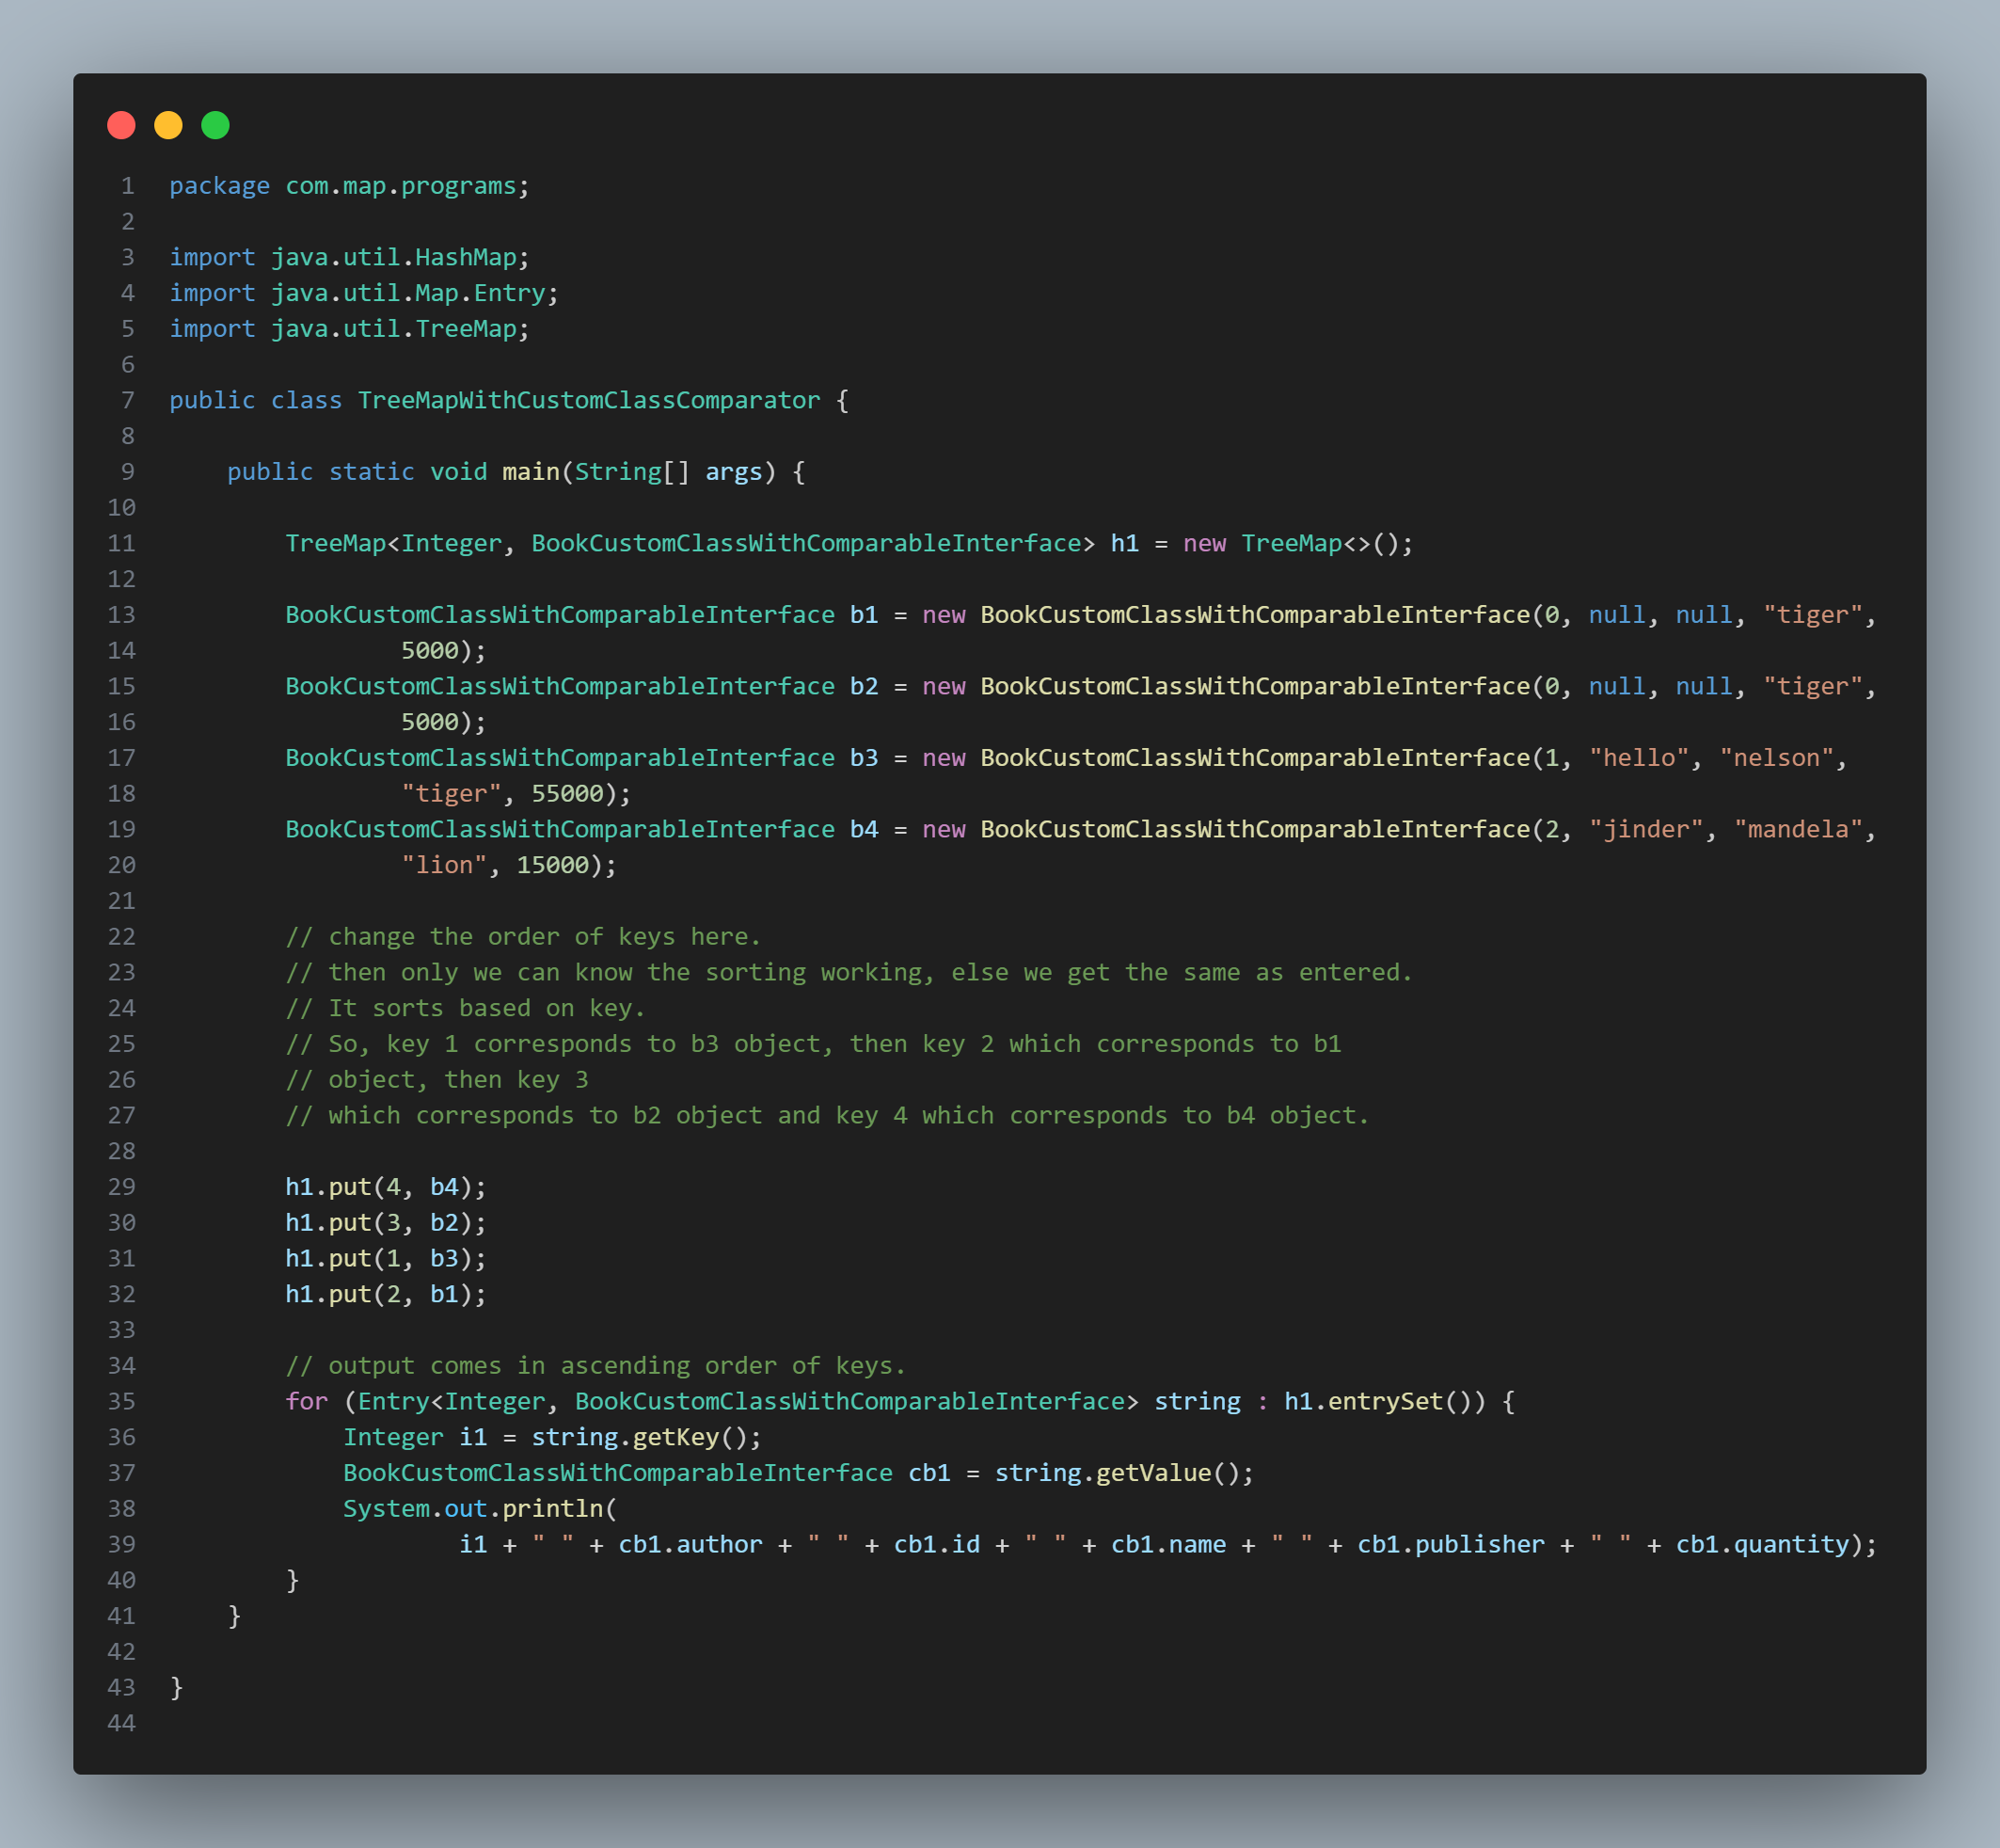 1 package com.map.programs;
2
3 import java.util.HashMap;
4 import java.util.Map.Entry;
5 import java.util.TreeMap;
6
7 public class TreeMapWithCustomClassComparator {
8
9     public static void main(String[] args) {
10
11         TreeMap<Integer, BookCustomClassWithComparableInterface> h1 = new TreeMap<>();
12
13         BookCustomClassWithComparableInterface b1 = new BookCustomClassWithComparableInterface(0, null, null, "tiger",
14                 5000);
15         BookCustomClassWithComparableInterface b2 = new BookCustomClassWithComparableInterface(0, null, null, "tiger",
16                 5000);
17         BookCustomClassWithComparableInterface b3 = new BookCustomClassWithComparableInterface(1, "hello", "nelson",
18                 "tiger", 55000);
19         BookCustomClassWithComparableInterface b4 = new BookCustomClassWithComparableInterface(2, "jinder", "mandela",
20                 "lion", 15000);
21
22         // change the order of keys here.
23         // then only we can know the sorting working, else we get the same as entered.
24         // It sorts based on key.
25         // So, key 1 corresponds to b3 object, then key 2 which corresponds to b1
26         // object, then key 3
27         // which corresponds to b2 object and key 4 which corresponds to b4 object.
28
29         h1.put(4, b4);
30         h1.put(3, b2);
31         h1.put(1, b3);
32         h1.put(2, b1);
33
34         // output comes in ascending order of keys.
35         for (Entry<Integer, BookCustomClassWithComparableInterface> string : h1.entrySet()) {
36             Integer i1 = string.getKey();
37             BookCustomClassWithComparableInterface cb1 = string.getValue();
38             System.out.println(
39                     i1 + " " + cb1.author + " " + cb1.id + " " + cb1.name + " " + cb1.publisher + " " + cb1.quantity);
40         }
41     }
42
43 }
44